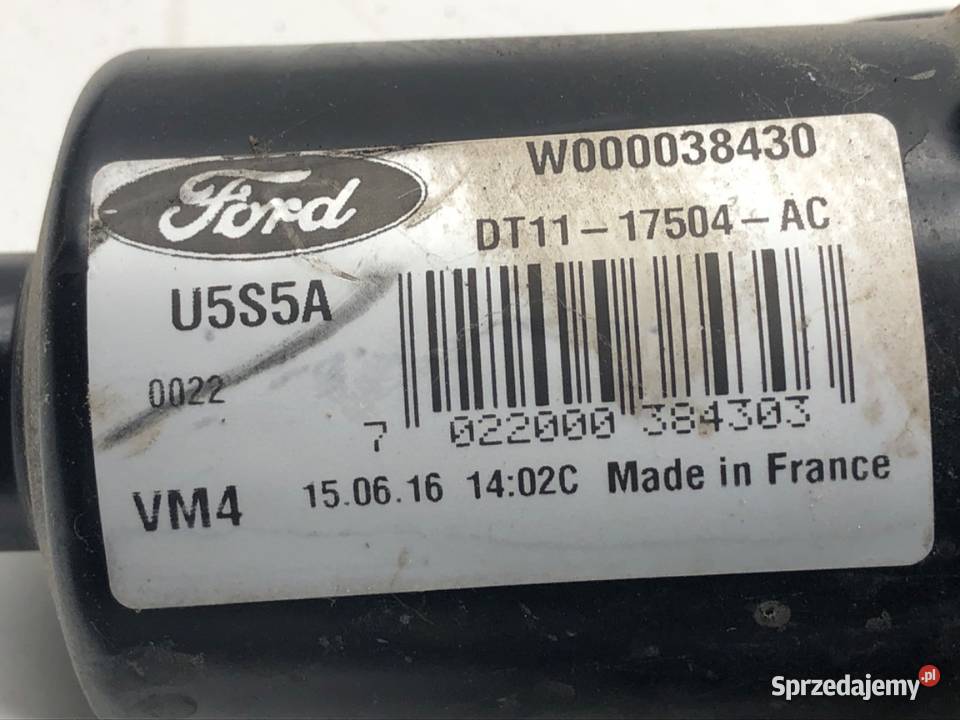 W000038430
Ford
DT11-17504-AC
U5S5A
0022
7 022000 384303
VM4 15.06.16 14:02C Made in France
Sprzedajemy.pl